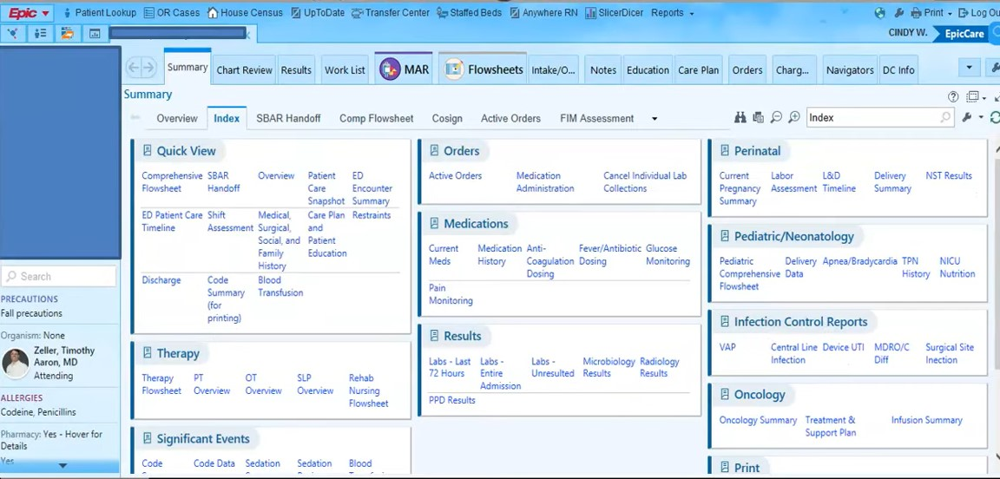 Epic Patient Lookup OR Cases House Census UpToDate Transfer Center Staffed Beds Anywhere RN SlicerDicer Reports Print Log Ou
CINDY W. EpicCare
Summary Chart Review Results Work List MAR Flowsheets Intake/O... Notes Education Care Plan Orders Charg... Navigators DC Info
Summary
Overview Index SBAR Handoff Comp Flowsheet Cosign Active Orders FIM Assessment Index
Search
PRECAUTIONS
Fall precautions
Organism: None
Zeller, Timothy
Aaron, MD
Attending
ALLERGIES
Codeine, Penicillins
Pharmacy: Yes - Hover for
Details
Yes
Quick View
Comprehensive
Flowsheet
SBAR
Handoff
Overview
Patient
Care
Snapshot
ED
Encounter
Summary
ED Patient Care
Timeline
Shift
Assessment
Medical,
Surgical,
Social, and
Family
History
Care Plan
and
Patient
Education
Restraints
Discharge
Code
Summary
(for
printing)
Blood
Transfusion
Therapy
Therapy
Flowsheet
PT
Overview
OT
Overview
SLP
Overview
Rehab
Nursing
Flowsheet
Significant Events
Code
Code Data
Sedation
Sedation
Blood
Orders
Active Orders
Medication
Administration
Cancel Individual Lab
Collections
Medications
Current
Meds
Medication
History
Anti-
Coagulation
Dosing
Fever/Antibiotic
Dosing
Glucose
Monitoring
Pain
Monitoring
Results
Labs - Last
72 Hours
Labs -
Entire
Admission
Labs -
Unresulted
Microbiology
Results
Radiology
Results
PPD Results
Perinatal
Current
Pregnancy
Summary
Labor
Assessment
L&D
Timeline
Delivery
Summary
NST Results
Pediatric/Neonatology
Pediatric
Comprehensive
Flowsheet
Delivery
Data
Apnea/Bradycardia
TPN
History
NICU
Nutrition
Infection Control Reports
VAP
Central Line
Infection
Device UTI
MDRO/C
Diff
Surgical Site
Inection
Oncology
Oncology Summary
Treatment &
Support Plan
Infusion Summary
Print